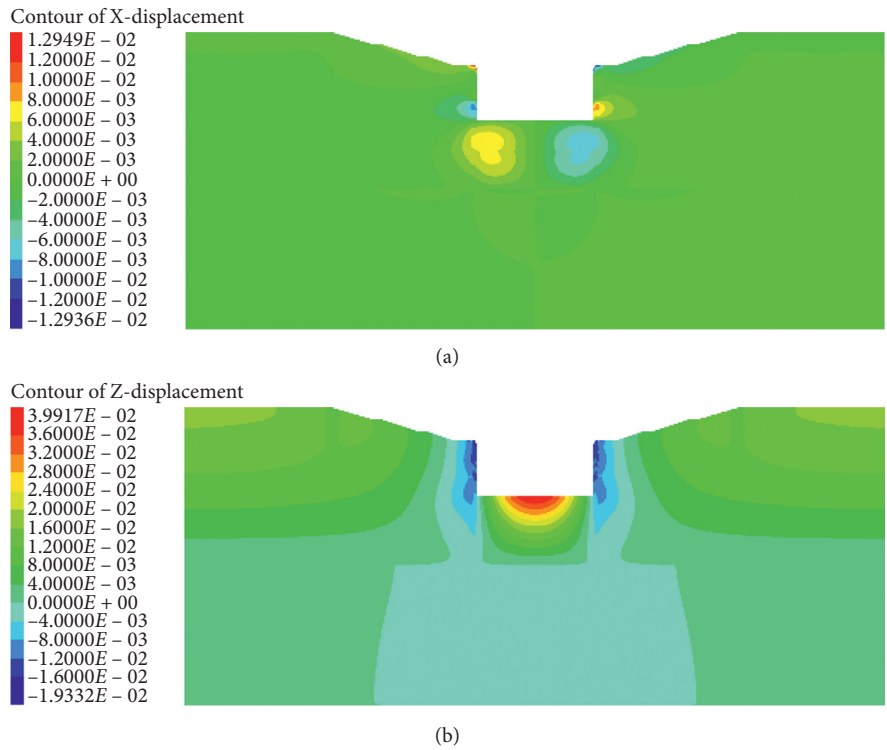 Contour of X-displacement
1.2949E – 02
1.2000E – 02
1.0000E – 02
8.0000E – 03
6.0000E – 03
4.0000E – 03
2.0000E – 03
0.0000E + 00
–2.0000E – 03
–4.0000E – 03
–6.0000E – 03
–8.0000E – 03
–1.0000E – 02
–1.2000E – 02
–1.2936E – 02
(a)
Contour of Z-displacement
3.9917E – 02
3.6000E – 02
3.2000E – 02
2.8000E – 02
2.4000E – 02
2.0000E – 02
1.6000E – 02
1.2000E – 02
8.0000E – 03
4.0000E – 03
0.0000E + 00
–4.0000E – 03
–8.0000E – 03
–1.2000E – 02
–1.6000E – 02
–1.9332E – 02
(b)